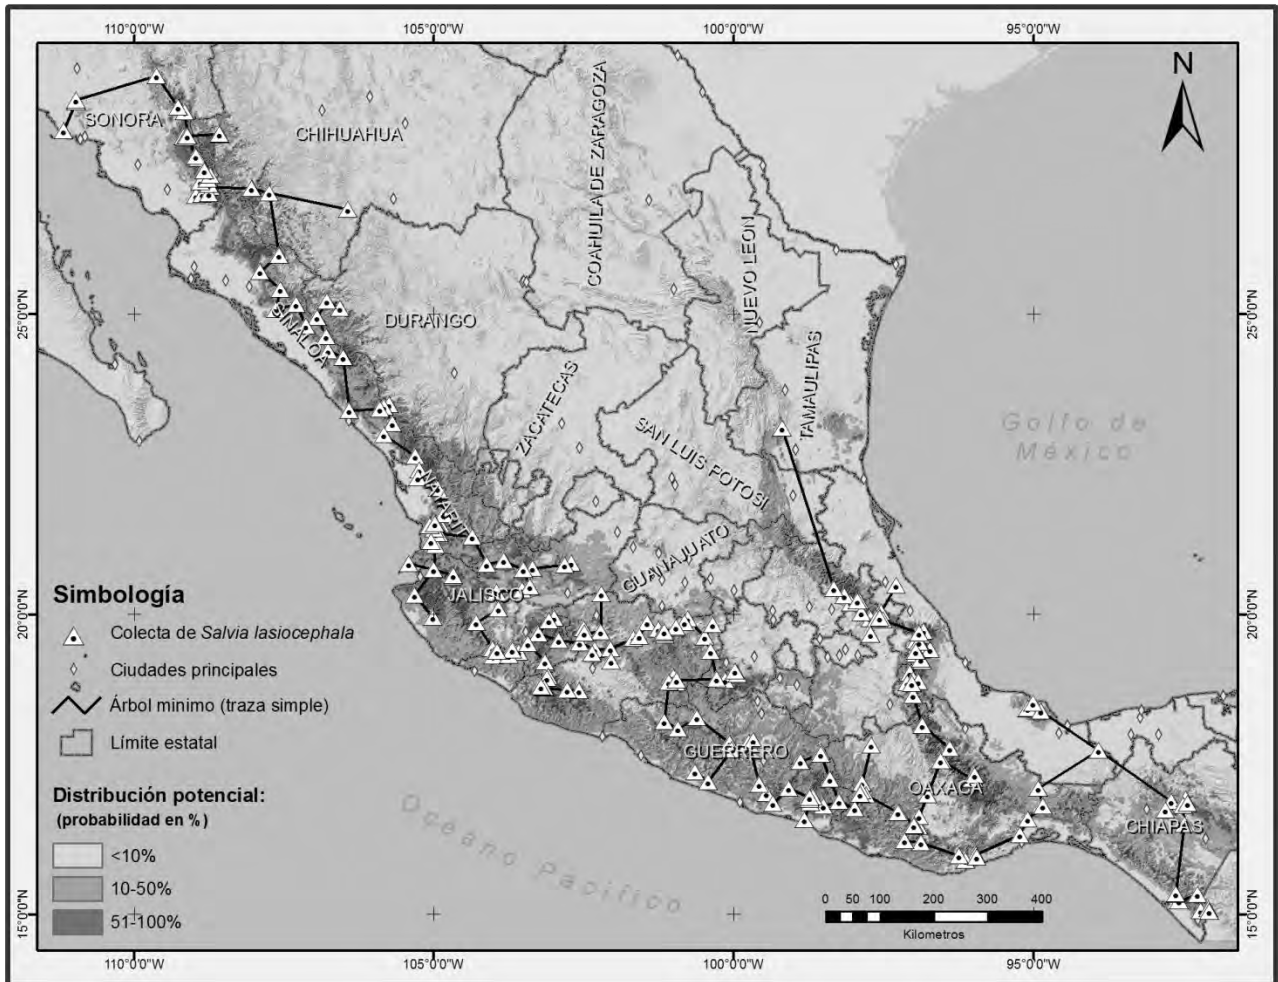 110°0'0"O 105°0'0"O 100°0'0"O 95°0'0"O
N
SONORA
CHIHUAHUA
COAHUILA DE ZARAGOZA
NUEVO LEON
25°0'0"N
25°0'0"N
SINALOA
DURANGO
TAMAULIPAS
ZACATECAS
Golfo de
México
SAN LUIS POTOSI
NAYARIT
GUANAJUATO
20°0'0"N
20°0'0"N
JALISCO
Simbología
Colecta de Salvia lasiocephala
Ciudades principales
Árbol minimo (traza simple)
Límite estatal
GUERRERO
OAXACA
CHIAPAS
Océano Pacifico
Distribución potencial:
(probabilidad en %)
<10%
10-50%
51-100%
0 50 100 200 300 400
Kilometros
15°0'0"N
15°0'0"N
110°0'0"O 105°0'0"O 100°0'0"O 95°0'0"O